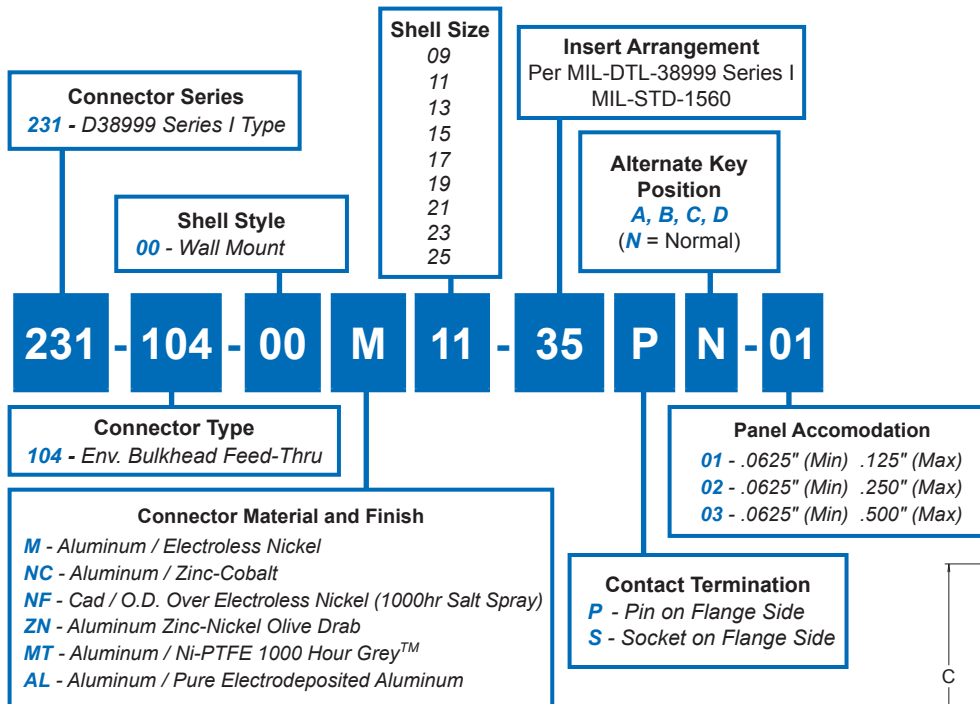 Connector Series
231 - D38999 Series I Type
Shell Style
00 - Wall Mount
Shell Size
09
11
13
15
17
19
21
23
25
Insert Arrangement
Per MIL-DTL-38999 Series I
MIL-STD-1560
Alternate Key
Position
A, B, C, D
(N = Normal)
231 - 104 - 00 M 11 - 35 P N - 01
Connector Type
104 - Env. Bulkhead Feed-Thru
Connector Material and Finish
M - Aluminum / Electroless Nickel
NC - Aluminum / Zinc-Cobalt
NF - Cad / O.D. Over Electroless Nickel (1000hr Salt Spray)
ZN - Aluminum Zinc-Nickel Olive Drab
MT - Aluminum / Ni-PTFE 1000 Hour Grey™
AL - Aluminum / Pure Electrodeposited Aluminum
Contact Termination
P - Pin on Flange Side
S - Socket on Flange Side
Panel Accomodation
01 - .0625" (Min) .125" (Max)
02 - .0625" (Min) .250" (Max)
03 - .0625" (Min) .500" (Max)
C